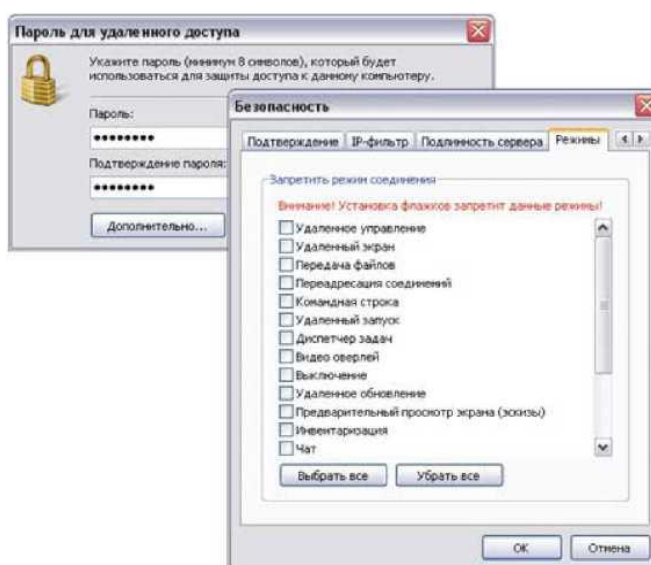 Пароль для удаленного доступа
Укажите пароль (минимум 8 символов), который будет
использоваться для защиты доступа к данному компьютеру.
Пароль:
••••••••
Подтверждение пароля:
••••••••
Дополнительно...
Безопасность
Подтверждение IP-фильтр Подлинность сервера Режимы
Запретить режим соединения
Внимание! Установка флажков запретит данные режимы!
Удаленное управление
Удаленный экран
Передача файлов
Переадресация соединений
Командная строка
Удаленный запуск
Диспетчер задач
Видео оверлей
Выключение
Удаленное обновление
Предварительный просмотр экрана (эскизы)
Инвентаризация
Чат
Выбрать все Убрать все
ОК Отмена